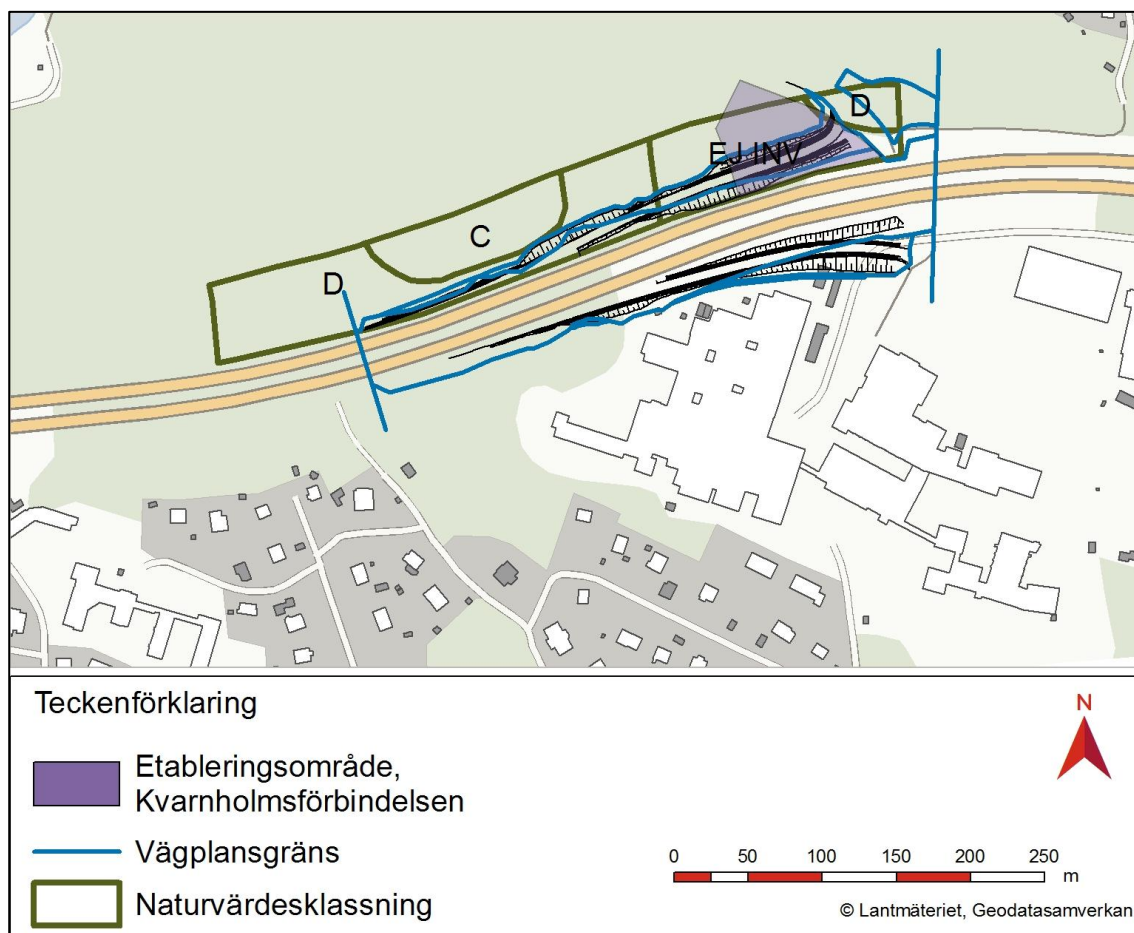 D
EJ INV
C
D
Teckenförklaring
Etableringsområde,
Kvarnholmsförbindelsen
Vägplansgräns
Naturvärdesklassning
N
0 50 100 150 200 250
m
© Lantmäteriet, Geodatasamverkan